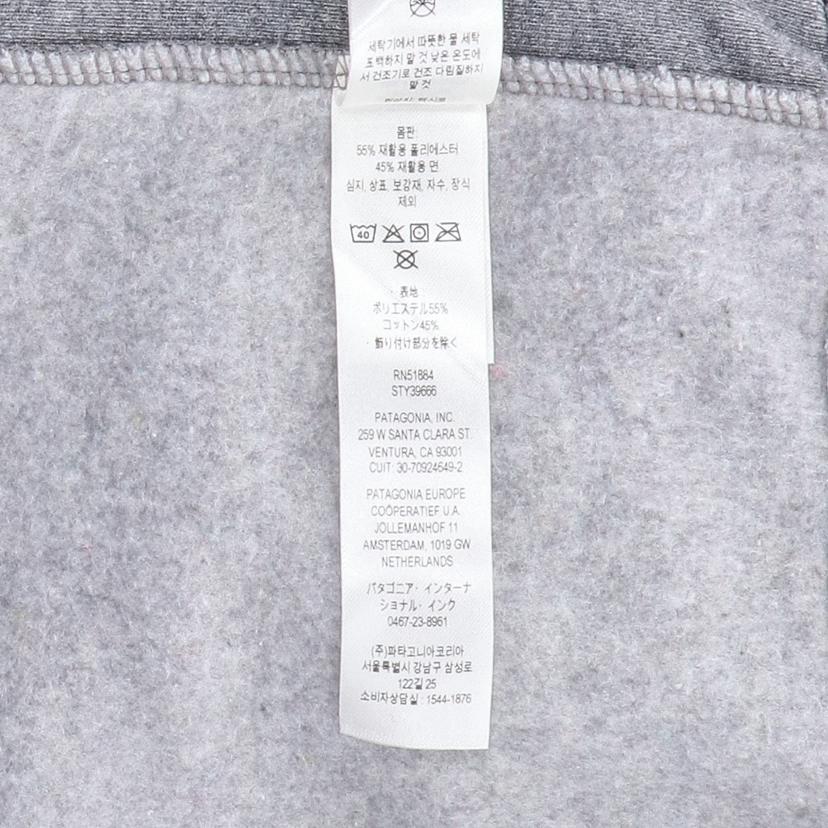 세탁기에서 따뜻한 물 세탁
표백하지 말 것 낮은 온도에
서 건조기로 건조 다림질하지
말 것
몸판:
55% 재활용 폴리에스터
45% 재활용 면
심지, 상표, 보강재, 자수, 장식
제외
40
· 表地
ポリエステル55%
コットン45%
· 飾り付け部分を除く
RN51884
STY39666
PATAGONIA, INC.
259 W SANTA CLARA ST.
VENTURA, CA 93001
CUIT: 30-70924649-2
PATAGONIA EUROPE
COÖPERATIEF U.A.
JOLLEMANHOF 11
AMSTERDAM, 1019 GW
NETHERLANDS
パタゴニア・インターナ
ショナル・インク
0467-23-8961
(주)파타고니아코리아
서울특별시 강남구 삼성로
122길 25
소비자상담실 : 1544-1876